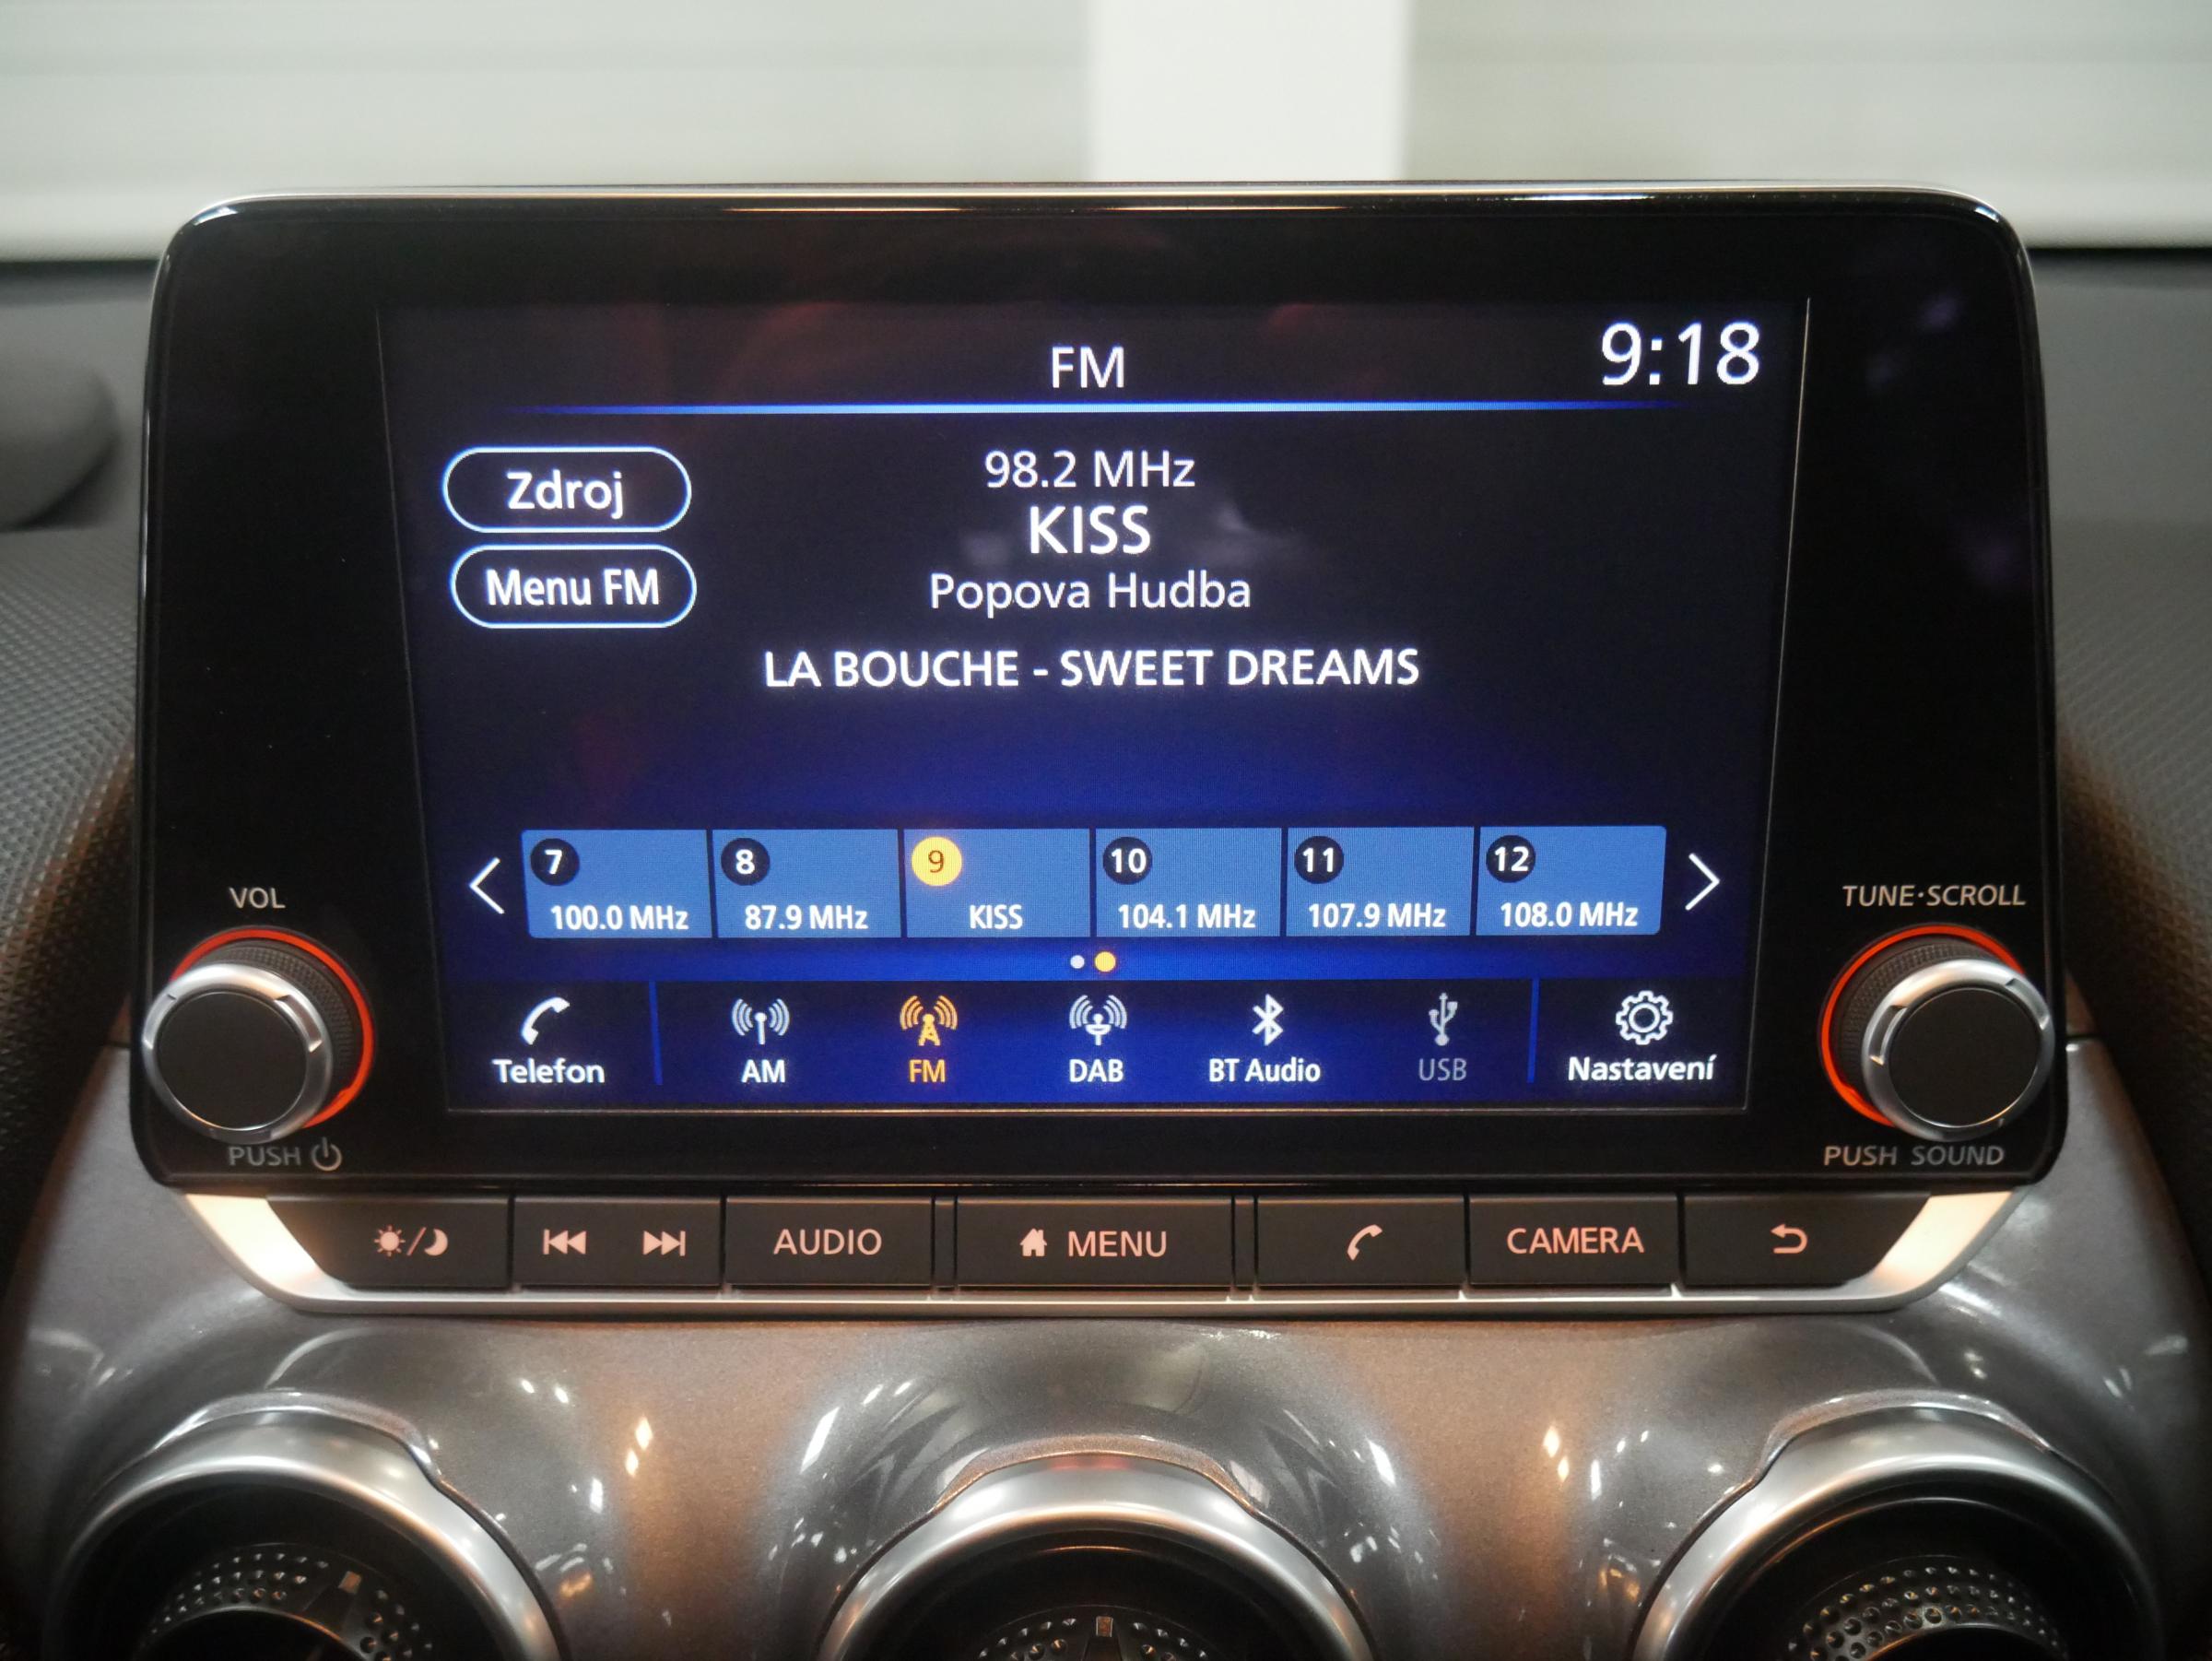 FM
9:18
98.2 MHz
Zdroj
KISS
Menu FM
Popova Hudba
LA BOUCHE - SWEET DREAMS
7 8 9 10 11 12
100.0 MHz 87.9 MHz KISS 104.1 MHz 107.9 MHz 108.0 MHz
VOL
TUNE·SCROLL
Telefon AM FM DAB BT Audio USB Nastavení
PUSH
PUSH SOUND
AUDIO MENU CAMERA